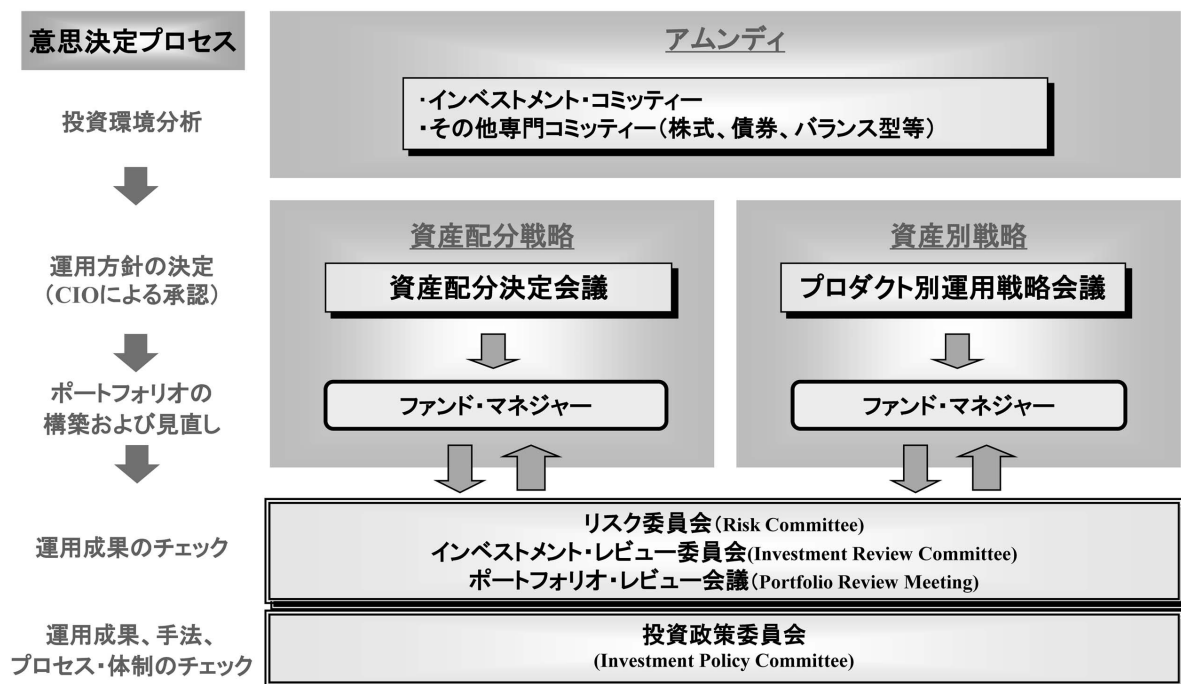 意思決定プロセス
アムンディ
・インベストメント・コミッティー
・その他専門コミッティー（株式、債券、バランス型等）
投資環境分析
資産配分戦略
資産別戦略
運用方針の決定
（CIOによる承認）
資産配分決定会議
プロダクト別運用戦略会議
ポートフォリオの
構築および見直し
ファンド・マネジャー
ファンド・マネジャー
運用成果のチェック
リスク委員会（Risk Committee）
インベストメント・レビュー委員会(Investment Review Committee)
ポートフォリオ・レビュー会議（Portfolio Review Meeting)
運用成果、手法、
プロセス・体制のチェック
投資政策委員会
(Investment Policy Committee)